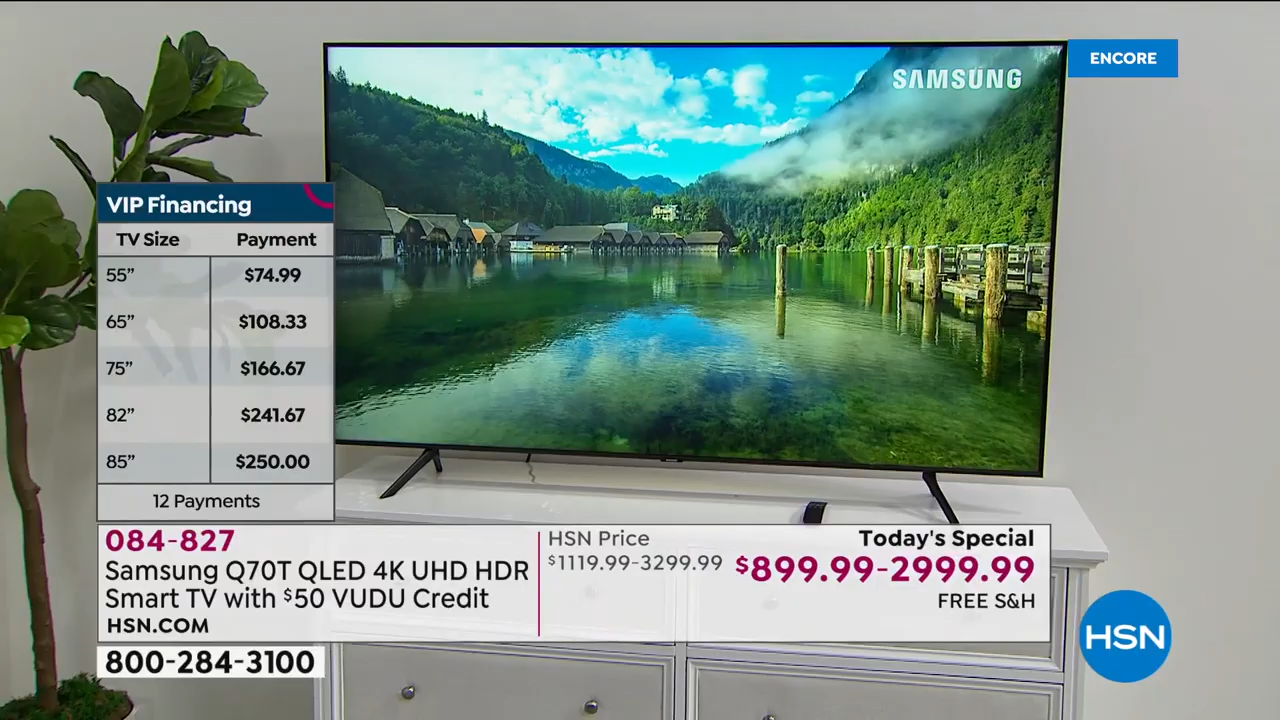 ENCORE
SAMSUNG
VIP Financing
TV Size Payment
55” $74.99
65” $108.33
75” $166.67
82” $241.67
85” $250.00
12 Payments
084-827
Samsung Q70T QLED 4K UHD HDR
Smart TV with $50 VUDU Credit
HSN.COM
HSN Price
$1119.99-3299.99
Today's Special
$899.99-2999.99
FREE S&H
800-284-3100
HSN